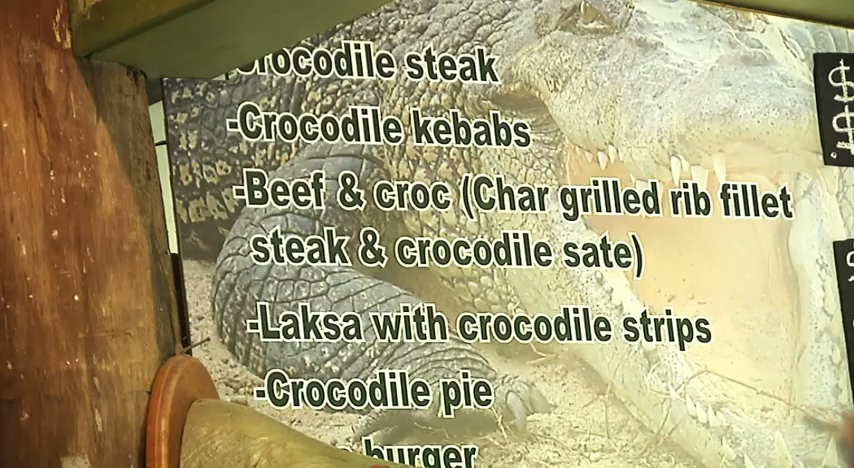 Crocodile steak
-Crocodile kebabs
-Beef & croc (Char grilled rib fillet
steak & crocodile sate)
-Laksa with crocodile strips
-Crocodile pie
burger
$
$